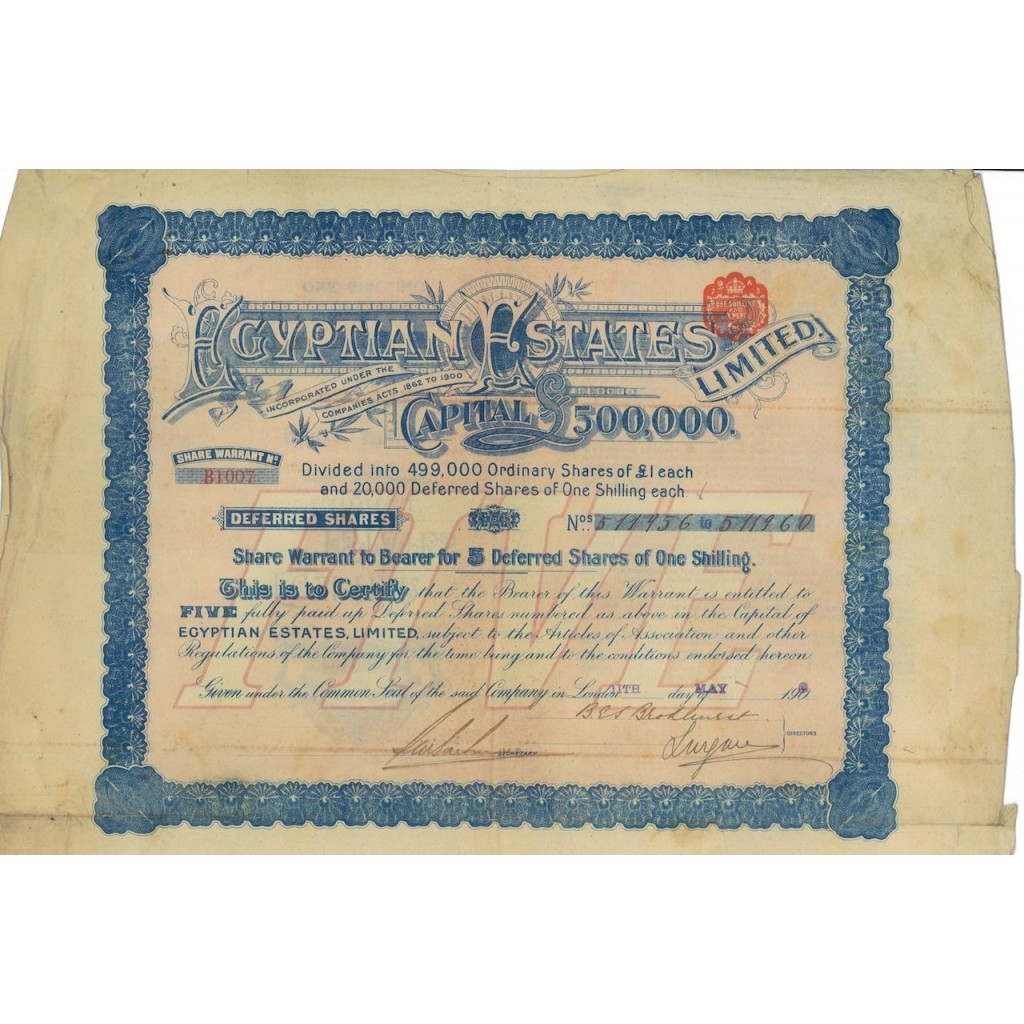 EGYPTIAN ESTATES
LIMITED.
INCORPORATED UNDER THE
COMPANIES ACTS 1862 TO 1900
CAPITAL £500,000.
SHARE WARRANT No.
B1007
Divided into 499,000 Ordinary Shares of £1 each
and 20,000 Deferred Shares of One Shilling each
DEFERRED SHARES
Nos. 511956 to 511960
Share Warrant to Bearer for 5 Deferred Shares of One Shilling.
FIVE
This is to Certify that the Bearer of this Warrant is entitled to
FIVE fully paid up Deferred Shares numbered as above in the Capital of
EGYPTIAN ESTATES, LIMITED, subject to the Articles of Association and other
Regulations of the Company for the time being and to the conditions endorsed hereon
Given under the Common Seal of the said Company in London 11TH day of MAY 190
DIRECTORS